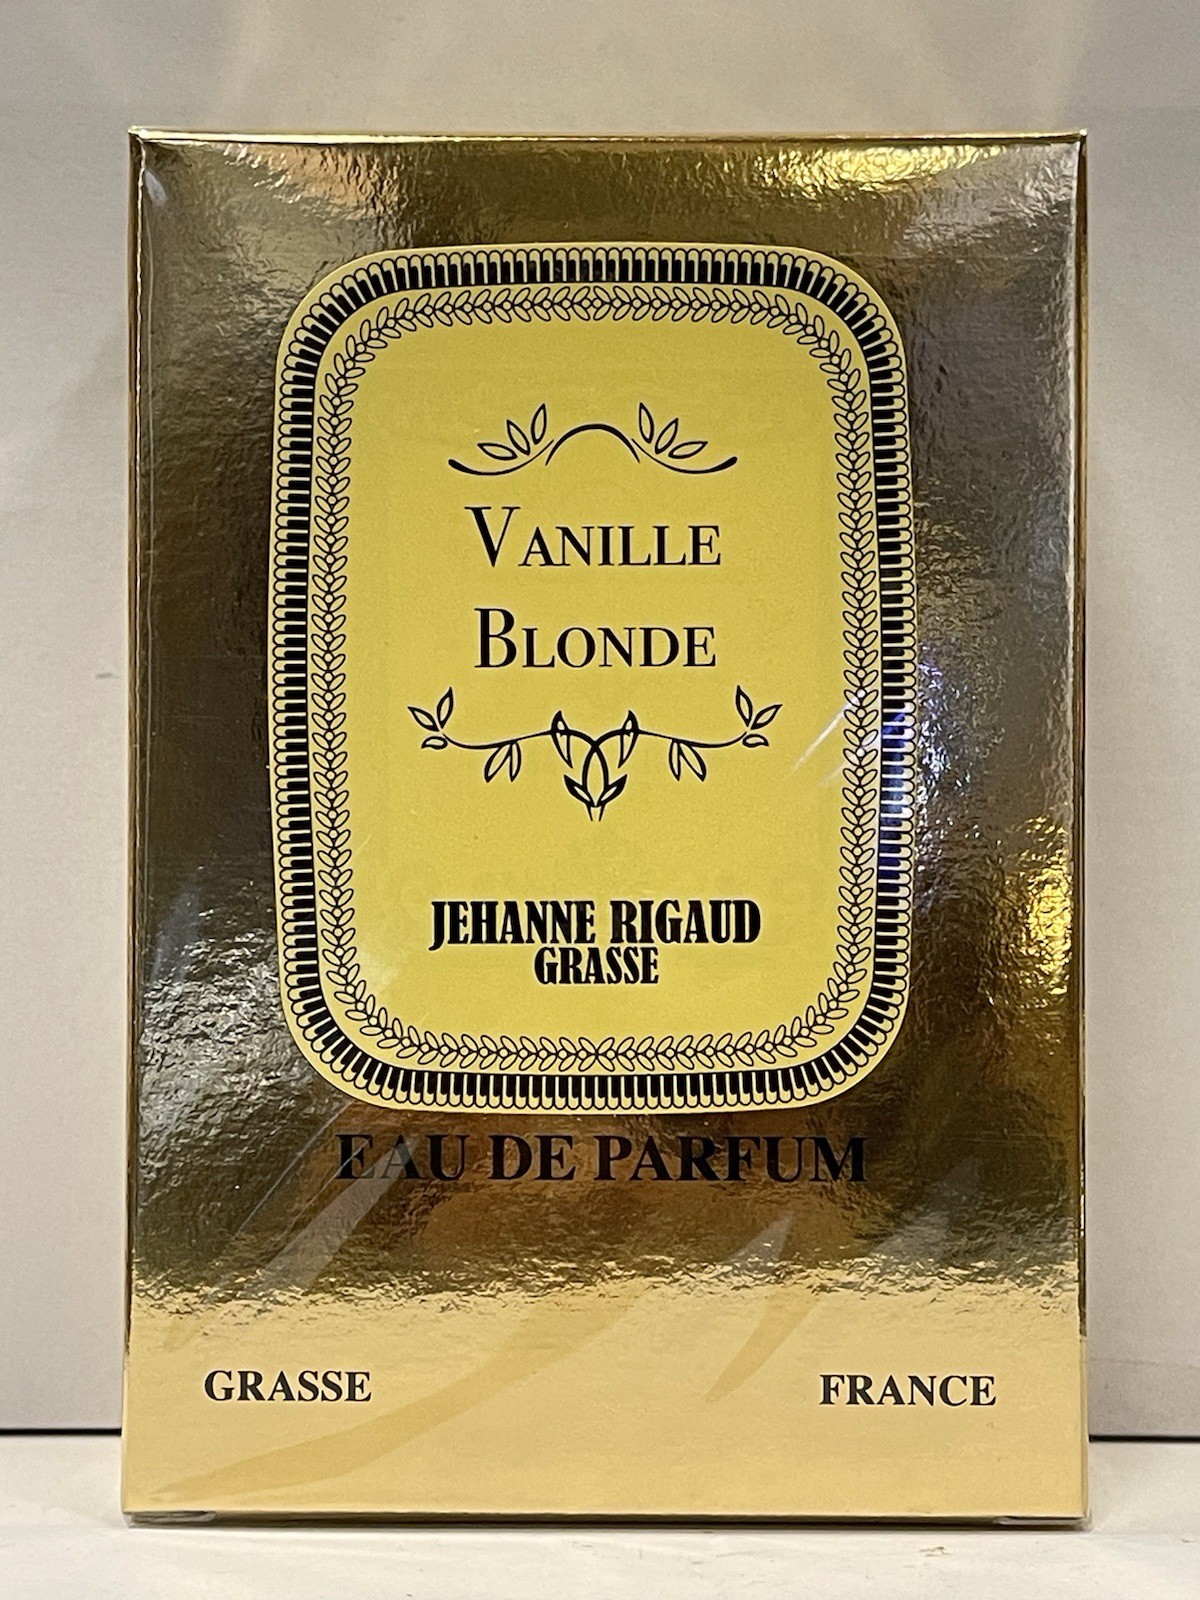 VANILLE
BLONDE
JEHANNE RIGAUD
GRASSE
EAU DE PARFUM
GRASSE FRANCE